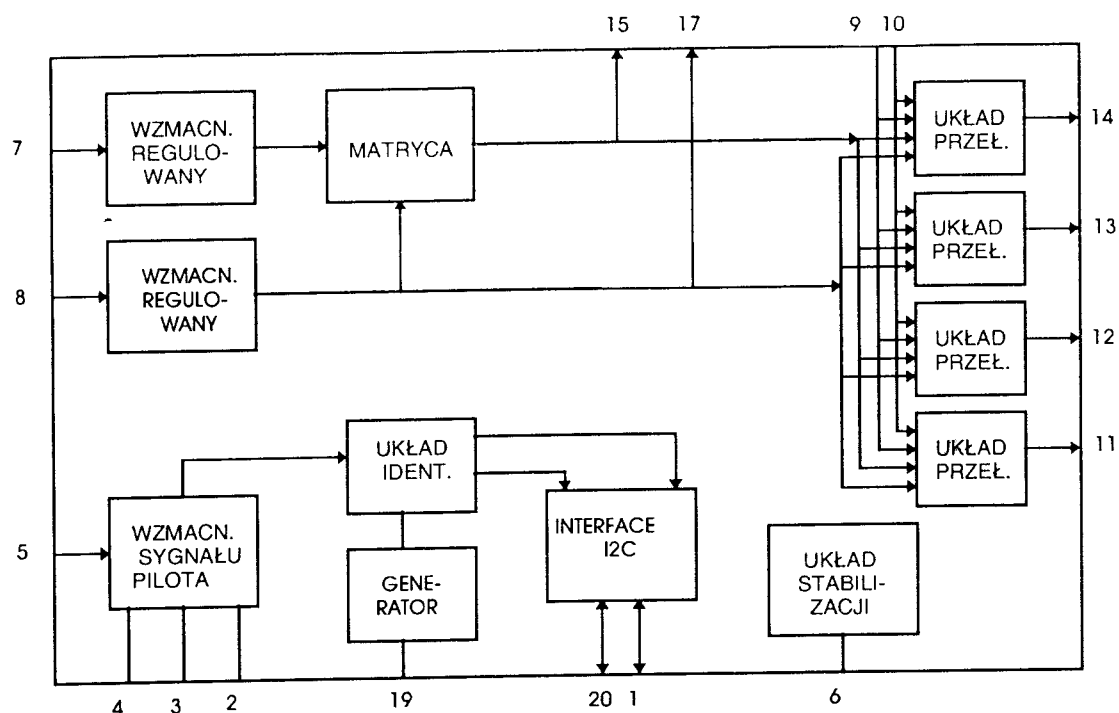 15 17 9 10
7
WZMACN.
REGULO-
WANY
MATRYCA
UKŁAD
PRZEŁ.
14
UKŁAD
PRZEŁ.
13
8
WZMACN.
REGULO-
WANY
UKŁAD
PRZEŁ.
12
UKŁAD
PRZEŁ.
11
UKŁAD
IDENT.
5
WZMACN.
SYGNAŁU
PILOTA
GENE-
RATOR
INTERFACE
I2C
UKŁAD
STABILI-
ZACJI
4 3 2 19 20 1 6